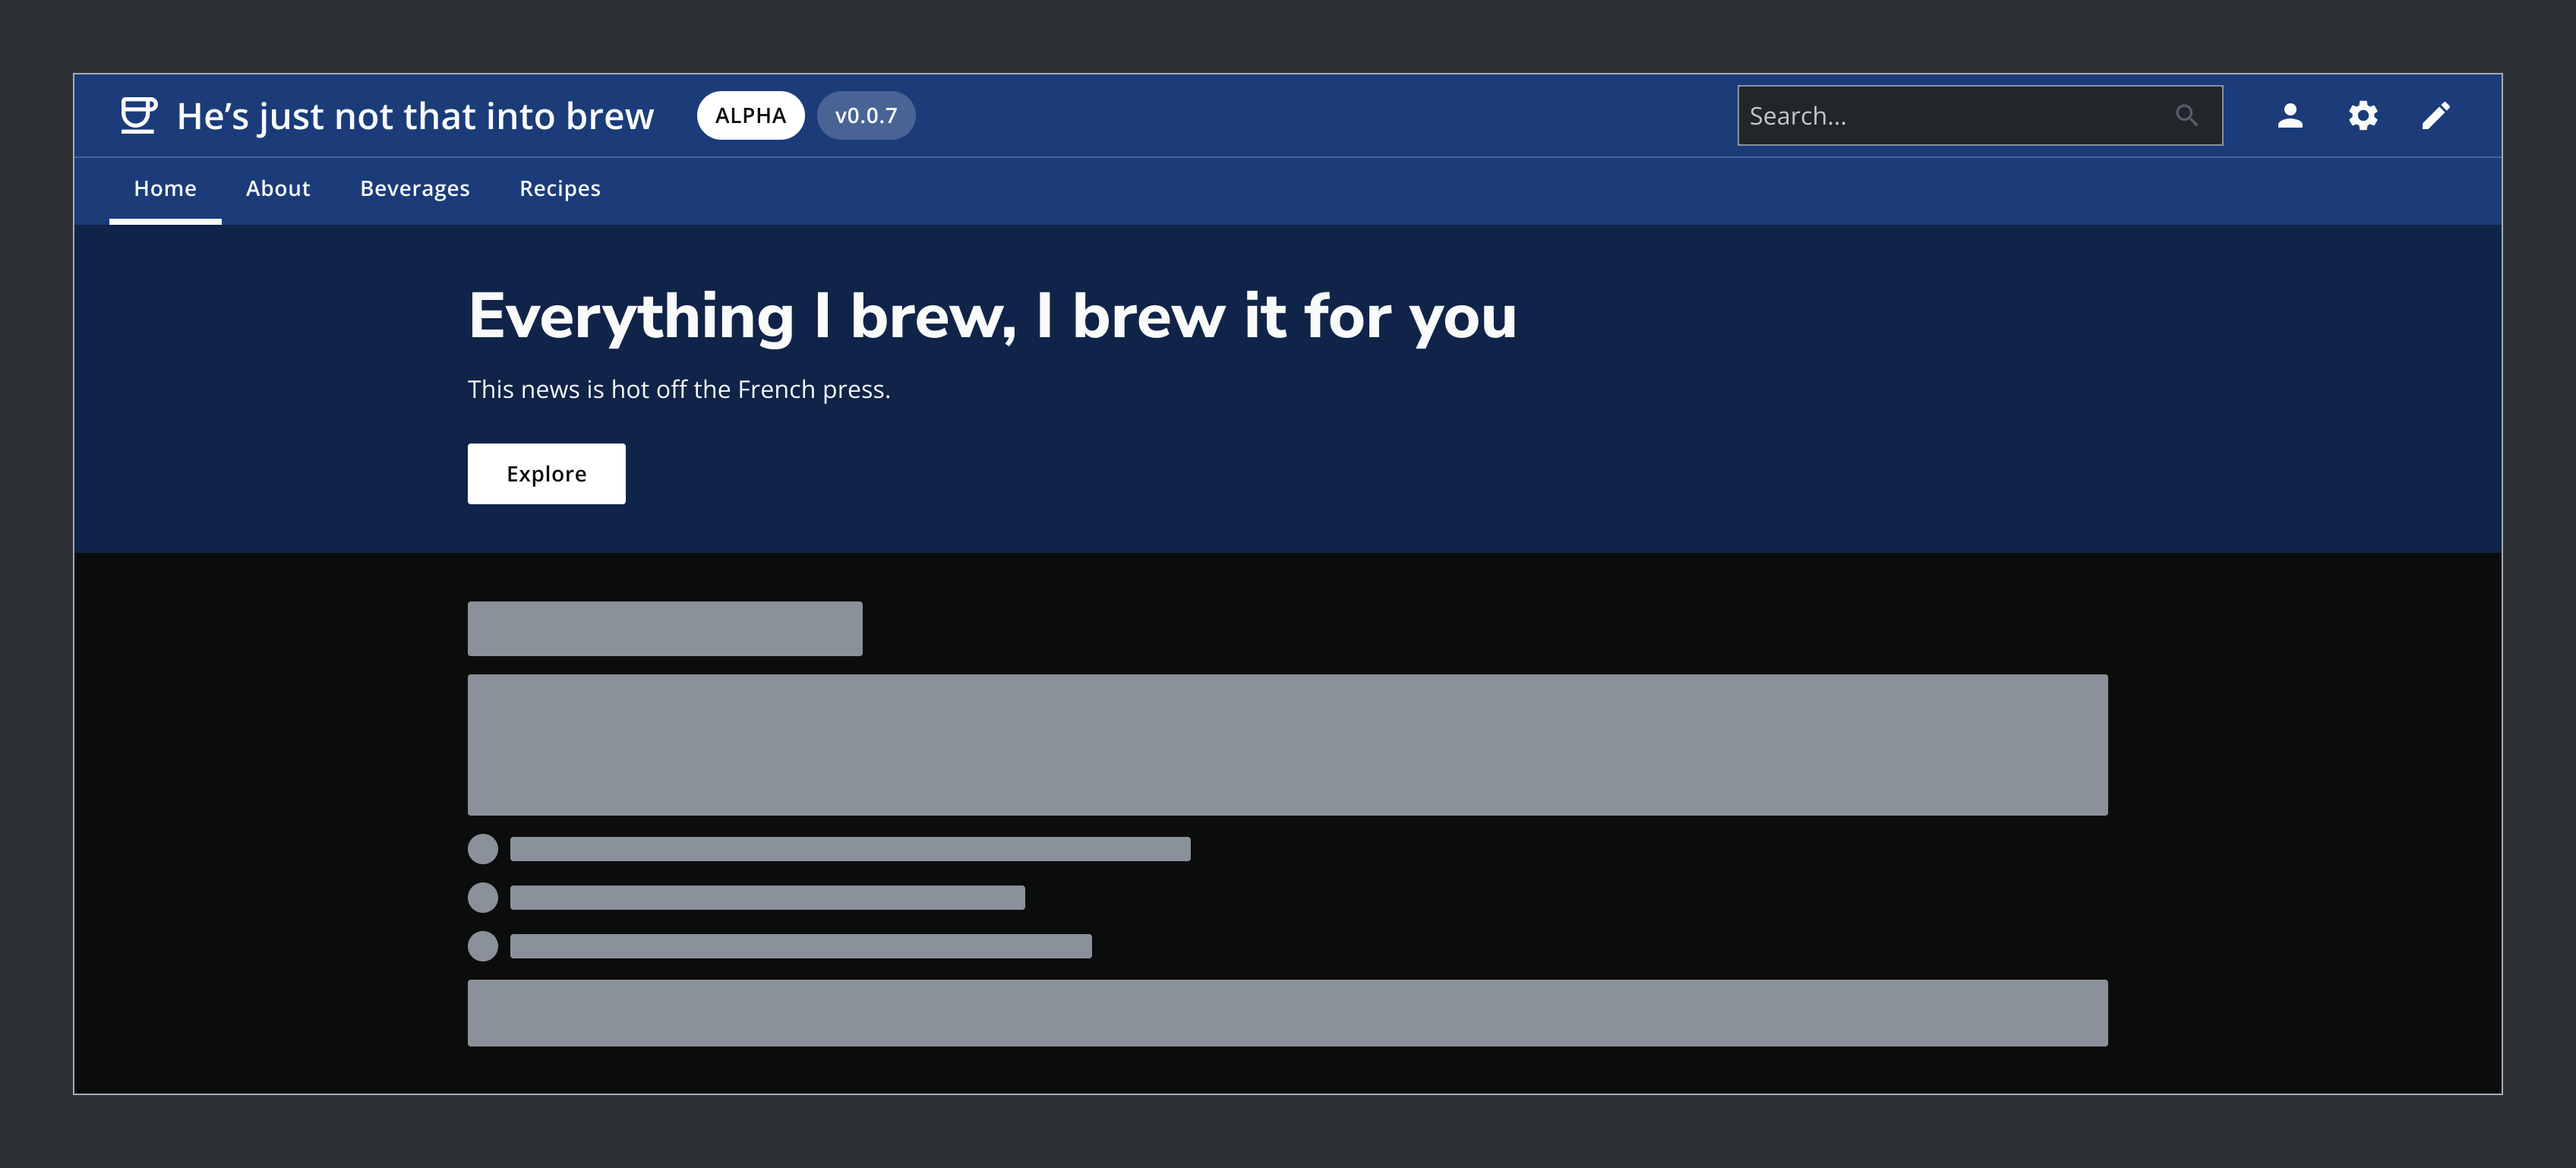 He’s just not that into brew
ALPHA
v0.0.7
Search...
Home
About
Beverages
Recipes
Everything I brew, I brew it for you
This news is hot off the French press.
Explore